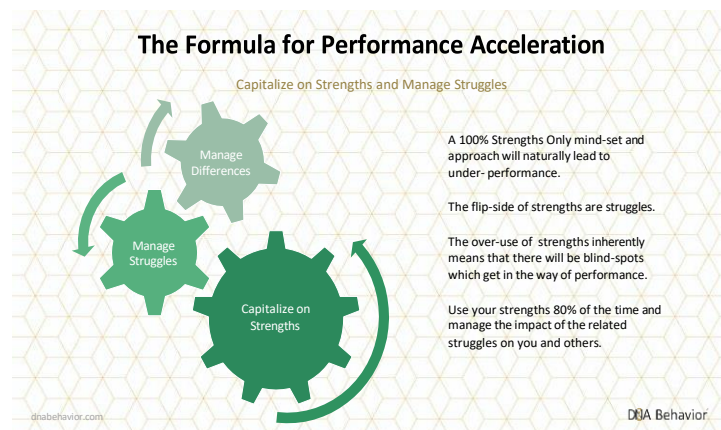 The Formula for Performance Acceleration
Capitalize on Strengths and Manage Struggles
Manage
Differences
Manage
Struggles
Capitalize on
Strengths
A 100% Strengths Only mind-set and
approach will naturally lead to
under- performance.
The flip-side of strengths are struggles.
The over-use of strengths inherently
means that there will be blind-spots
which get in the way of performance.
Use your strengths 80% of the time and
manage the impact of the related
struggles on you and others.
dnabehavior.com
DNA Behavior